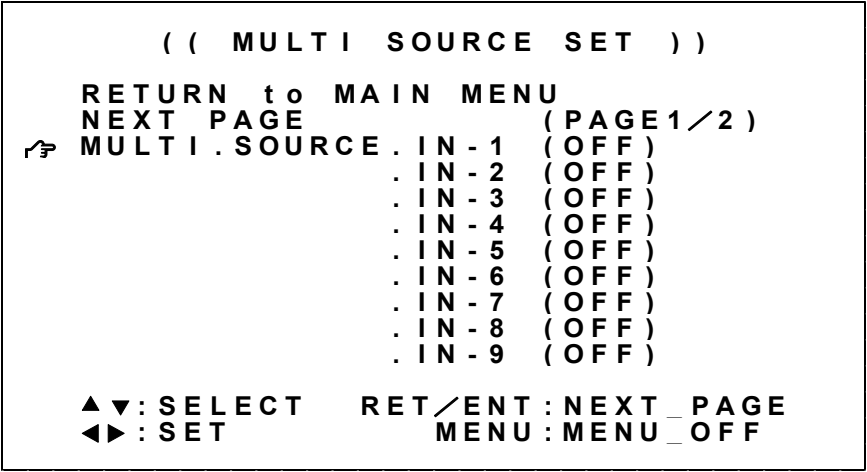 (( MULTI SOURCE SET ))
RETURN to MAIN MENU
NEXT PAGE (PAGE1/2)
MULTI.SOURCE.IN-1 (OFF)
.IN-2 (OFF)
.IN-3 (OFF)
.IN-4 (OFF)
.IN-5 (OFF)
.IN-6 (OFF)
.IN-7 (OFF)
.IN-8 (OFF)
.IN-9 (OFF)
▲▼:SELECT RET/ENT:NEXT_PAGE
◀▶:SET MENU:MENU_OFF